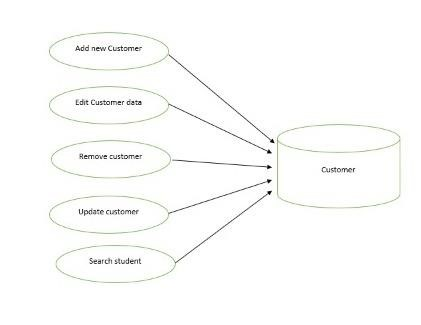 Add new Customer
Edit Customer data
Remove customer
Customer
Update customer
Search student